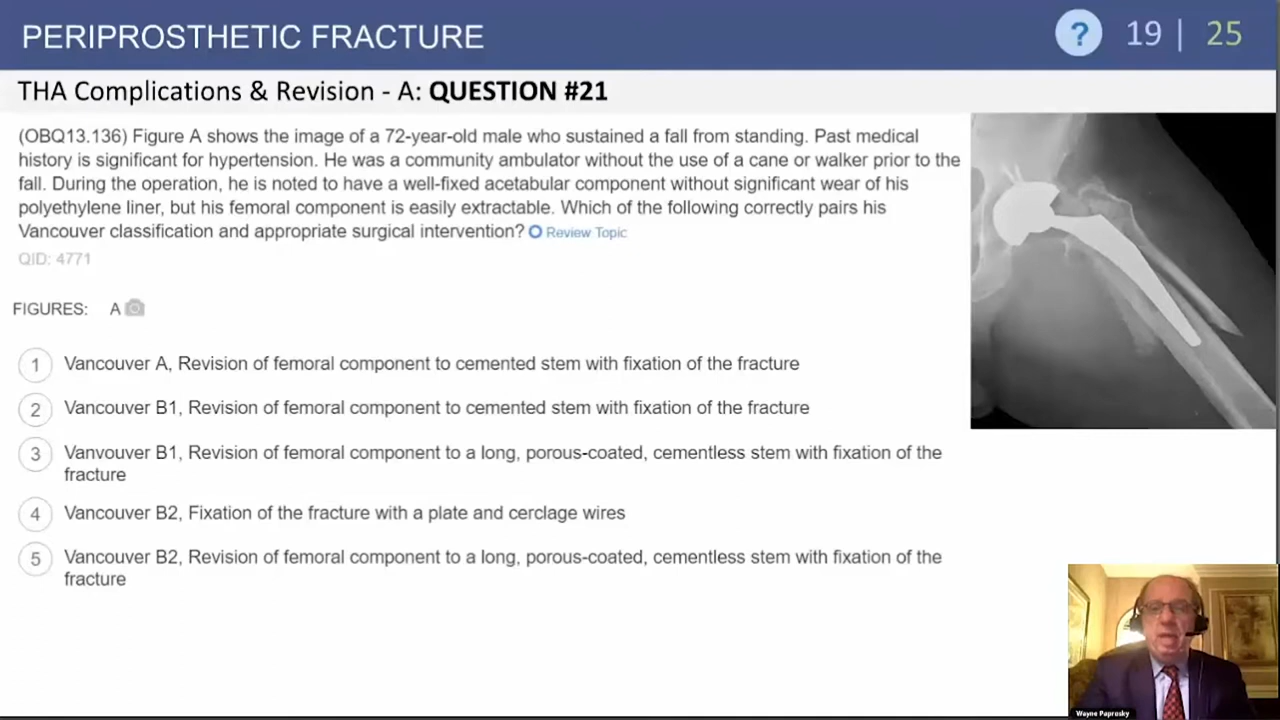 PERIPROSTHETIC FRACTURE
? 19 | 25
THA Complications & Revision - A: QUESTION #21
(OBQ13.136) Figure A shows the image of a 72-year-old male who sustained a fall from standing. Past medical
history is significant for hypertension. He was a community ambulator without the use of a cane or walker prior to the
fall. During the operation, he is noted to have a well-fixed acetabular component without significant wear of his
polyethylene liner, but his femoral component is easily extractable. Which of the following correctly pairs his
Vancouver classification and appropriate surgical intervention? Review Topic
QID: 4771
FIGURES: A
1 Vancouver A, Revision of femoral component to cemented stem with fixation of the fracture
2 Vancouver B1, Revision of femoral component to cemented stem with fixation of the fracture
3 Vanvouver B1, Revision of femoral component to a long, porous-coated, cementless stem with fixation of the
fracture
4 Vancouver B2, Fixation of the fracture with a plate and cerclage wires
5 Vancouver B2, Revision of femoral component to a long, porous-coated, cementless stem with fixation of the
fracture
Wayne Paprosky